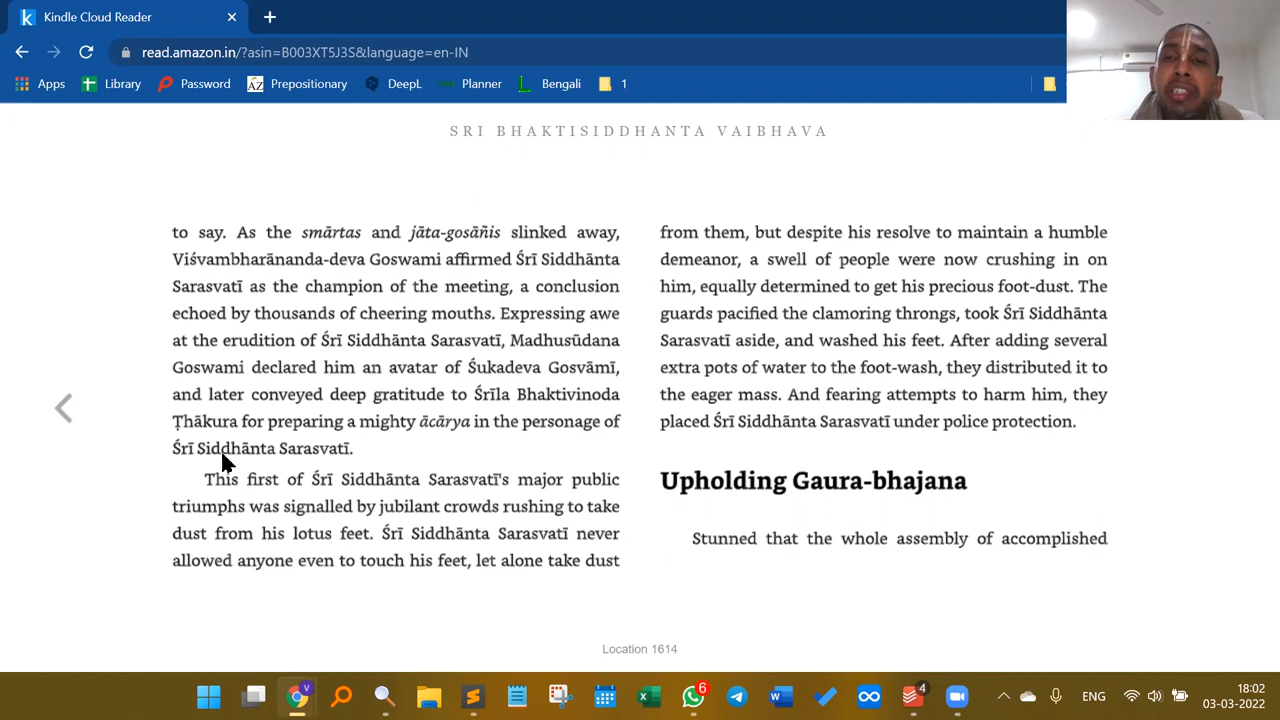 Kindle Cloud Reader
read.amazon.in/?asin=B003XT5J3S&language=en-IN
Apps Library Password AZ Prepositionary DeepL Planner Bengali 1
SRI BHAKTISIDDHANTA VAIBHAVA
to say. As the smārtas and jāta-gosāñis slinked away,
Viśvambharānanda-deva Goswami affirmed Śrī Siddhānta
Sarasvatī as the champion of the meeting, a conclusion
echoed by thousands of cheering mouths. Expressing awe
at the erudition of Śrī Siddhānta Sarasvatī, Madhusūdana
Goswami declared him an avatar of Śukadeva Gosvāmī,
and later conveyed deep gratitude to Śrīla Bhaktivinoda
Ṭhākura for preparing a mighty ācārya in the personage of
Śrī Siddhānta Sarasvatī.
This first of Śrī Siddhānta Sarasvatī's major public
triumphs was signalled by jubilant crowds rushing to take
dust from his lotus feet. Śrī Siddhānta Sarasvatī never
allowed anyone even to touch his feet, let alone take dust
from them, but despite his resolve to maintain a humble
demeanor, a swell of people were now crushing in on
him, equally determined to get his precious foot-dust. The
guards pacified the clamoring throngs, took Śrī Siddhānta
Sarasvatī aside, and washed his feet. After adding several
extra pots of water to the foot-wash, they distributed it to
the eager mass. And fearing attempts to harm him, they
placed Śrī Siddhānta Sarasvatī under police protection.
Upholding Gaura-bhajana
Stunned that the whole assembly of accomplished
Location 1614
6
4
ENG
18:02
03-03-2022